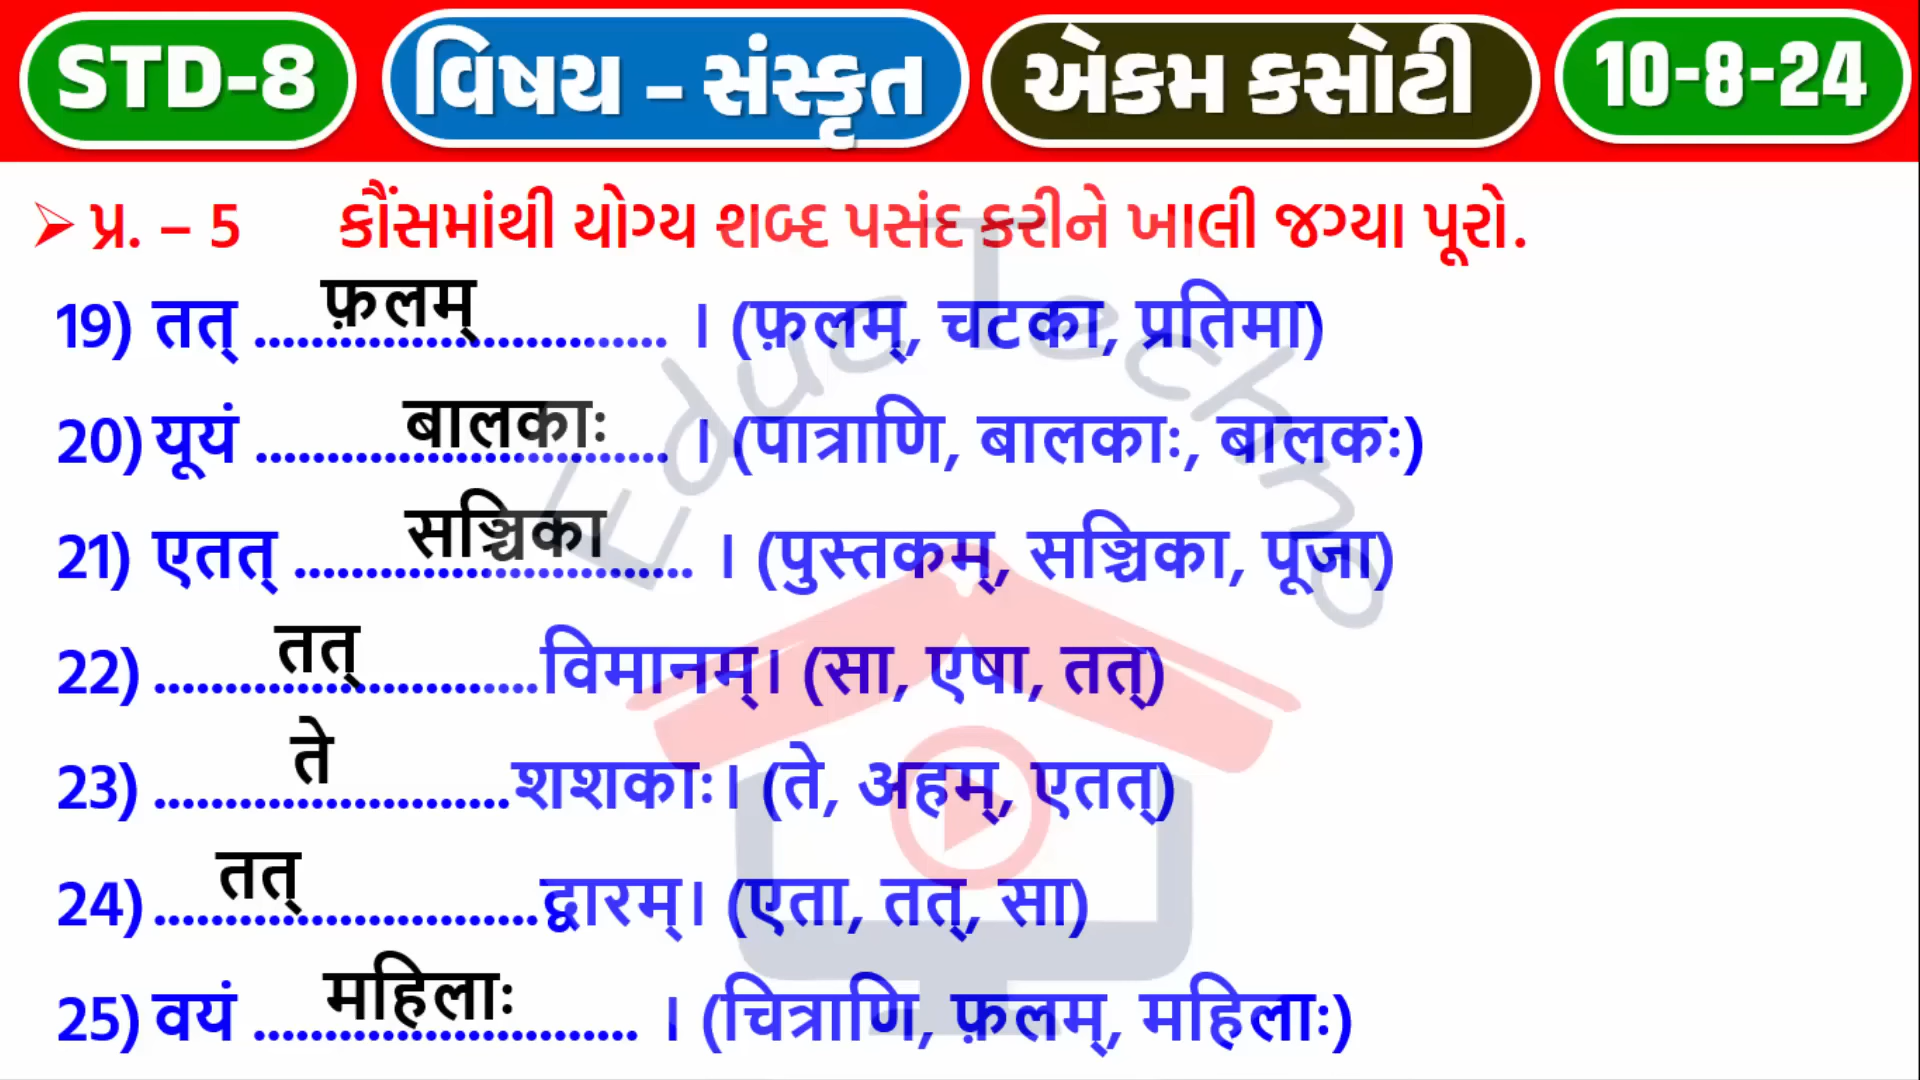 STD-8 વિષય – સંસ્કૃત એકમ કસોટી 10-8-24
➢ પ્ર. – 5 કૌંસમાંથી યોગ્ય શબ્દ પસંદ કરીને ખાલી જગ્યા પૂરો.
19) तत् ....फ़लम्.... । (फ़लम्, चटका, प्रतिमा)
20) यूयं ....बालकाः.... । (पात्राणि, बालकाः, बालकः)
21) एतत् ....सञ्चिका.... । (पुस्तकम्, सञ्चिका, पूजा)
22) ....तत्.... विमानम्। (सा, एषा, तत्)
23) ....ते.... शशकाः। (ते, अहम्, एतत्)
24) ....तत्.... द्वारम्। (एता, तत्, सा)
25) वयं ....महिलाः.... । (चित्राणि, फ़लम्, महिलाः)
Educ Techno